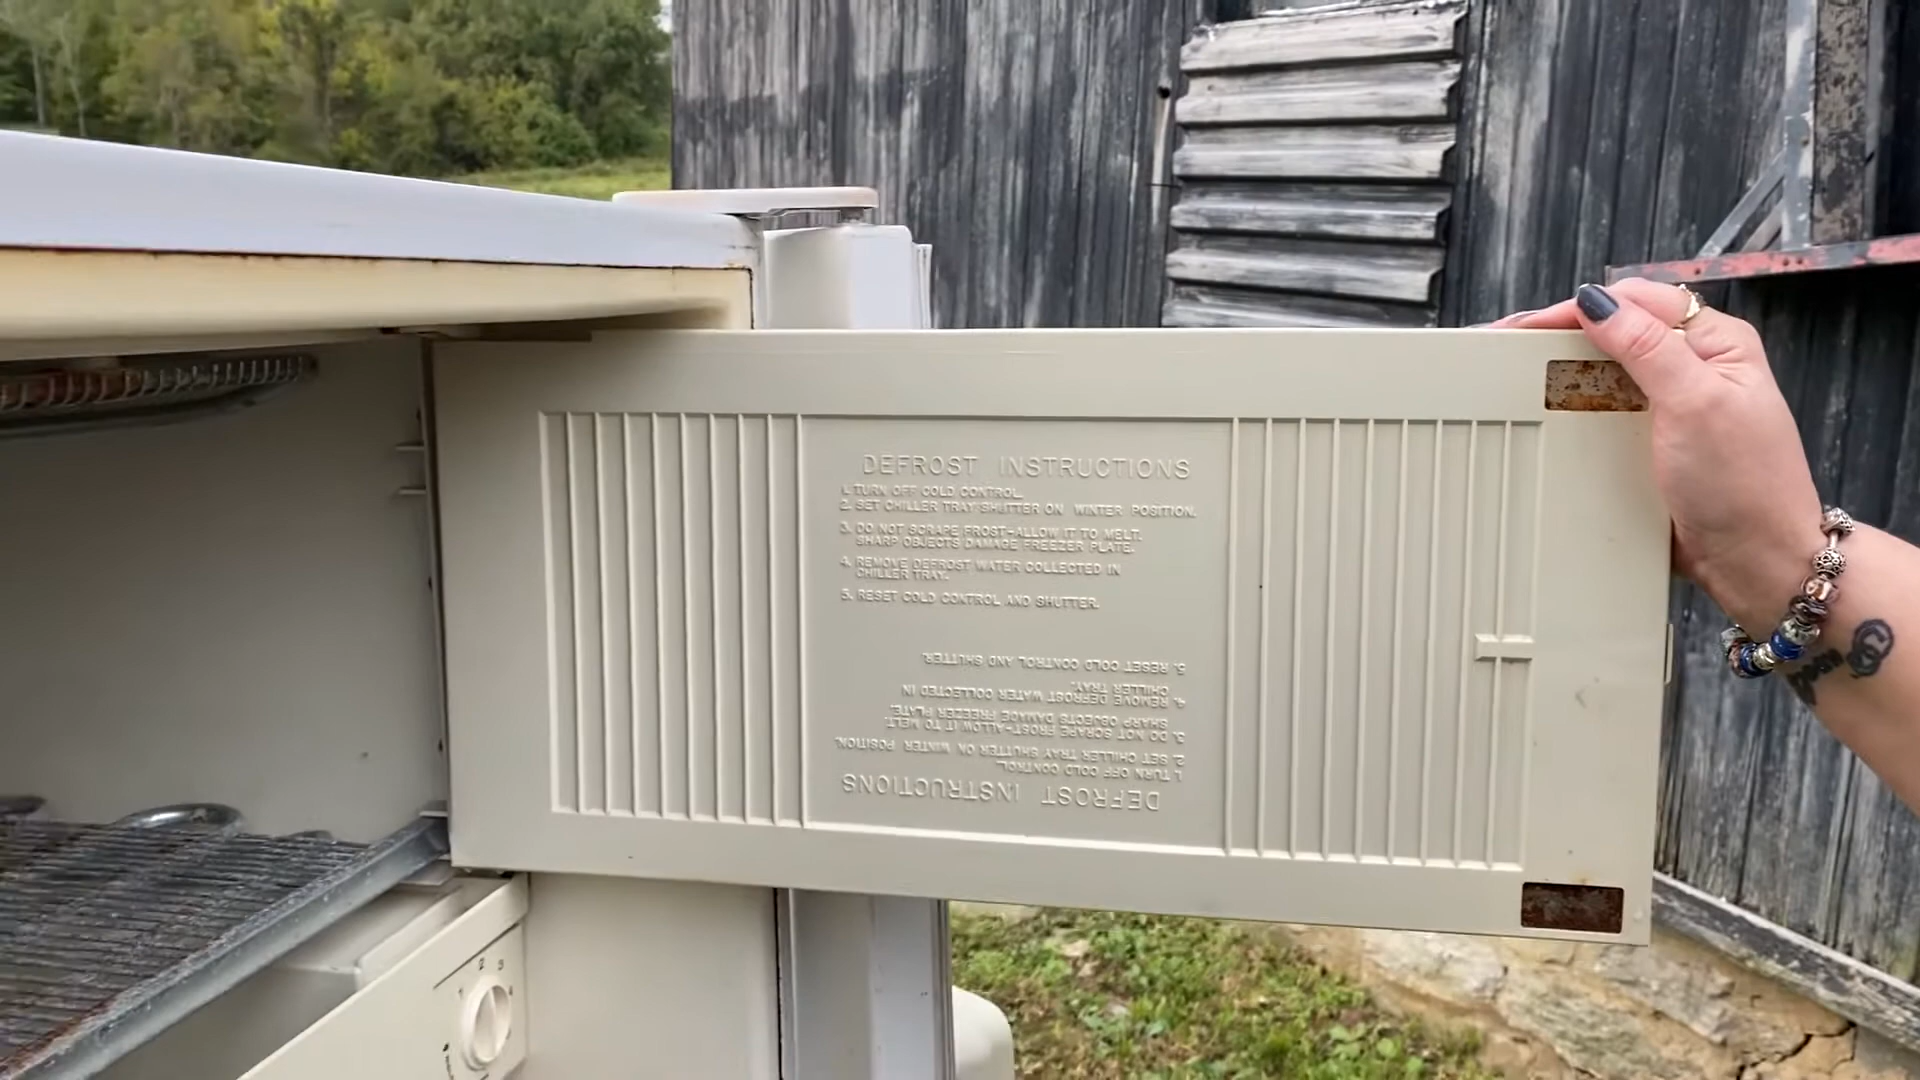 DEFROST INSTRUCTIONS
1. TURN OFF COLD CONTROL.
2. SET CHILLER TRAY SHUTTER ON WINTER POSITION.
3. DO NOT SCRAPE FROST-ALLOW IT TO MELT.
SHARP OBJECTS DAMAGE FREEZER PLATE.
4. REMOVE DEFROST WATER COLLECTED IN
CHILLER TRAY.
5. RESET COLD CONTROL AND SHUTTER.
DEFROST INSTRUCTIONS
1. TURN OFF COLD CONTROL.
2. SET CHILLER TRAY SHUTTER ON WINTER POSITION.
3. DO NOT SCRAPE FROST-ALLOW IT TO MELT.
SHARP OBJECTS DAMAGE FREEZER PLATE.
4. REMOVE DEFROST WATER COLLECTED IN
CHILLER TRAY.
5. RESET COLD CONTROL AND SHUTTER.
2 3